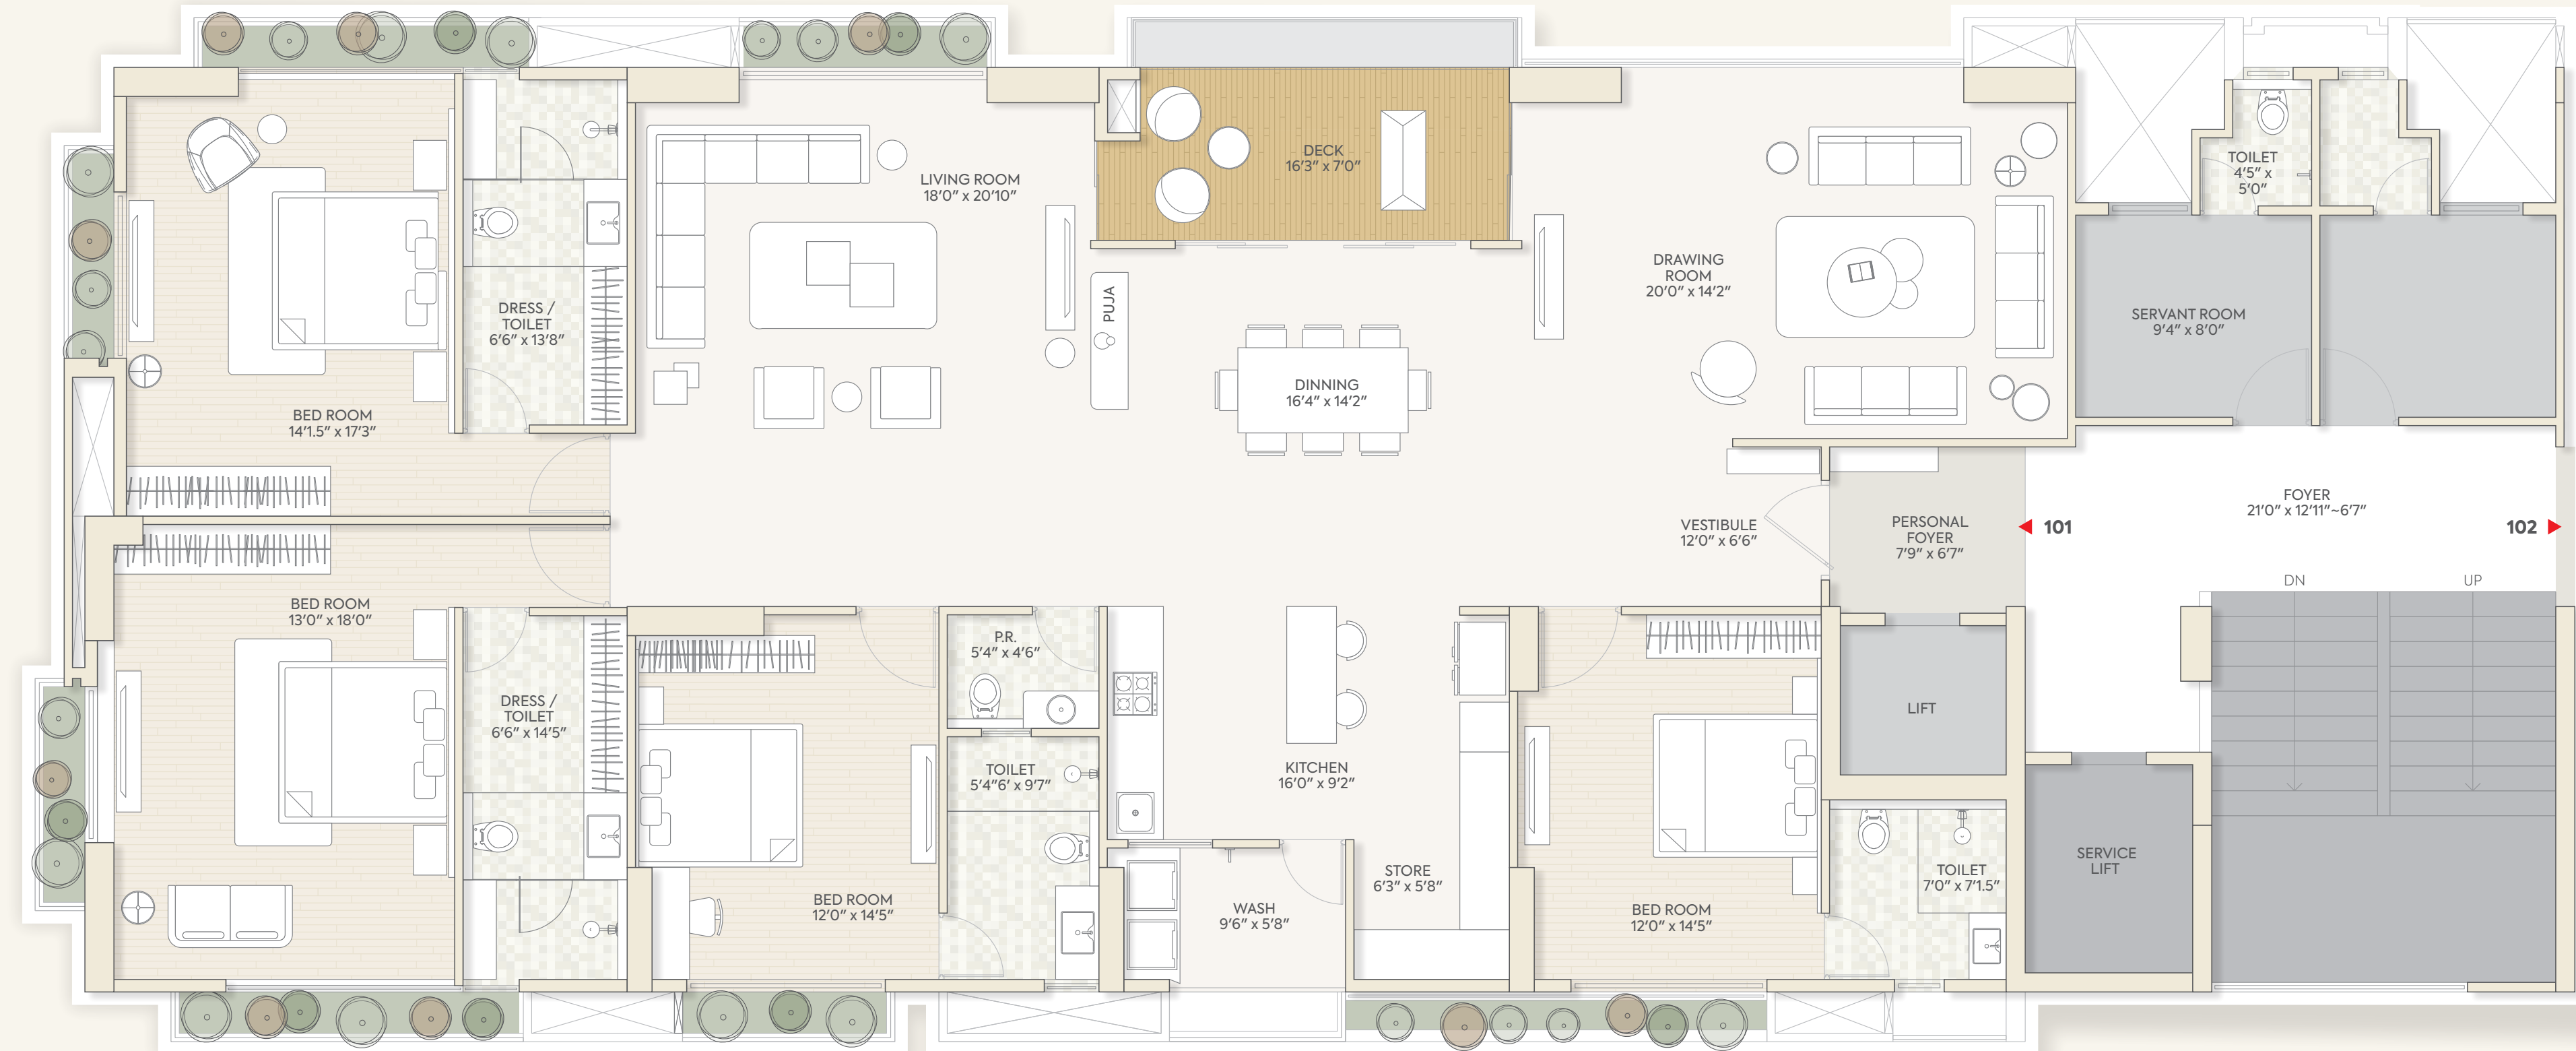 DECK
16'3" x 7'0"
LIVING ROOM
18'0" x 20'10"
TOILET
4'5" x
5'0"
DRESS /
TOILET
6'6" x 13'8"
PUJA
DRAWING
ROOM
20'0" x 14'2"
SERVANT ROOM
9'4" x 8'0"
BED ROOM
14'1.5" x 17'3"
DINNING
16'4" x 14'2"
VESTIBULE
12'0" x 6'6"
PERSONAL
FOYER
7'9" x 6'7"
101
FOYER
21'0" x 12'11"~6'7"
102
DN
UP
BED ROOM
13'0" x 18'0"
P.R.
5'4" x 4'6"
DRESS /
TOILET
6'6" x 14'5"
LIFT
TOILET
5'4"6' x 9'7"
KITCHEN
16'0" x 9'2"
SERVICE
LIFT
STORE
6'3" x 5'8"
TOILET
7'0" x 7'1.5"
BED ROOM
12'0" x 14'5"
WASH
9'6" x 5'8"
BED ROOM
12'0" x 14'5"